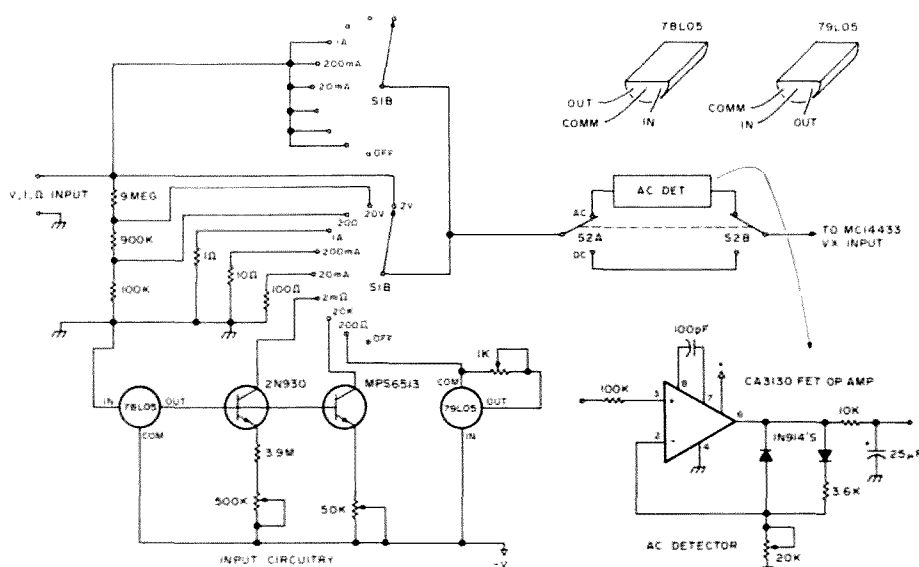 1A
200mA
20mA
S1B
OFF
78L05
OUT
COMM
IN
79L05
COMM
IN
OUT
V,I,Ω INPUT
9MEG
900K
100K
2V
20V
20Ω
1A
200mA
20mA
2mΩ
20K
200Ω
OFF
S1B
1Ω
10Ω
100Ω
AC DET
AC
S2A
S2B
DC
TO MC14433
VX INPUT
IN
78L05
OUT
COM
2N930
3.9M
500K
MPS6513
50K
1K
COM
79L05
OUT
IN
INPUT CIRCUITRY
-V
100pF
8
7
*
CA3130 FET OP AMP
100K
3
+
2
-
6
4
1N914'S
10K
+
25µF
3.6K
20K
AC DETECTOR